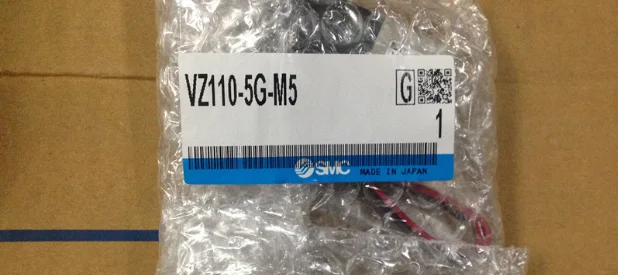 VZ110-5G-M5
G
1
SMC MADE IN JAPAN